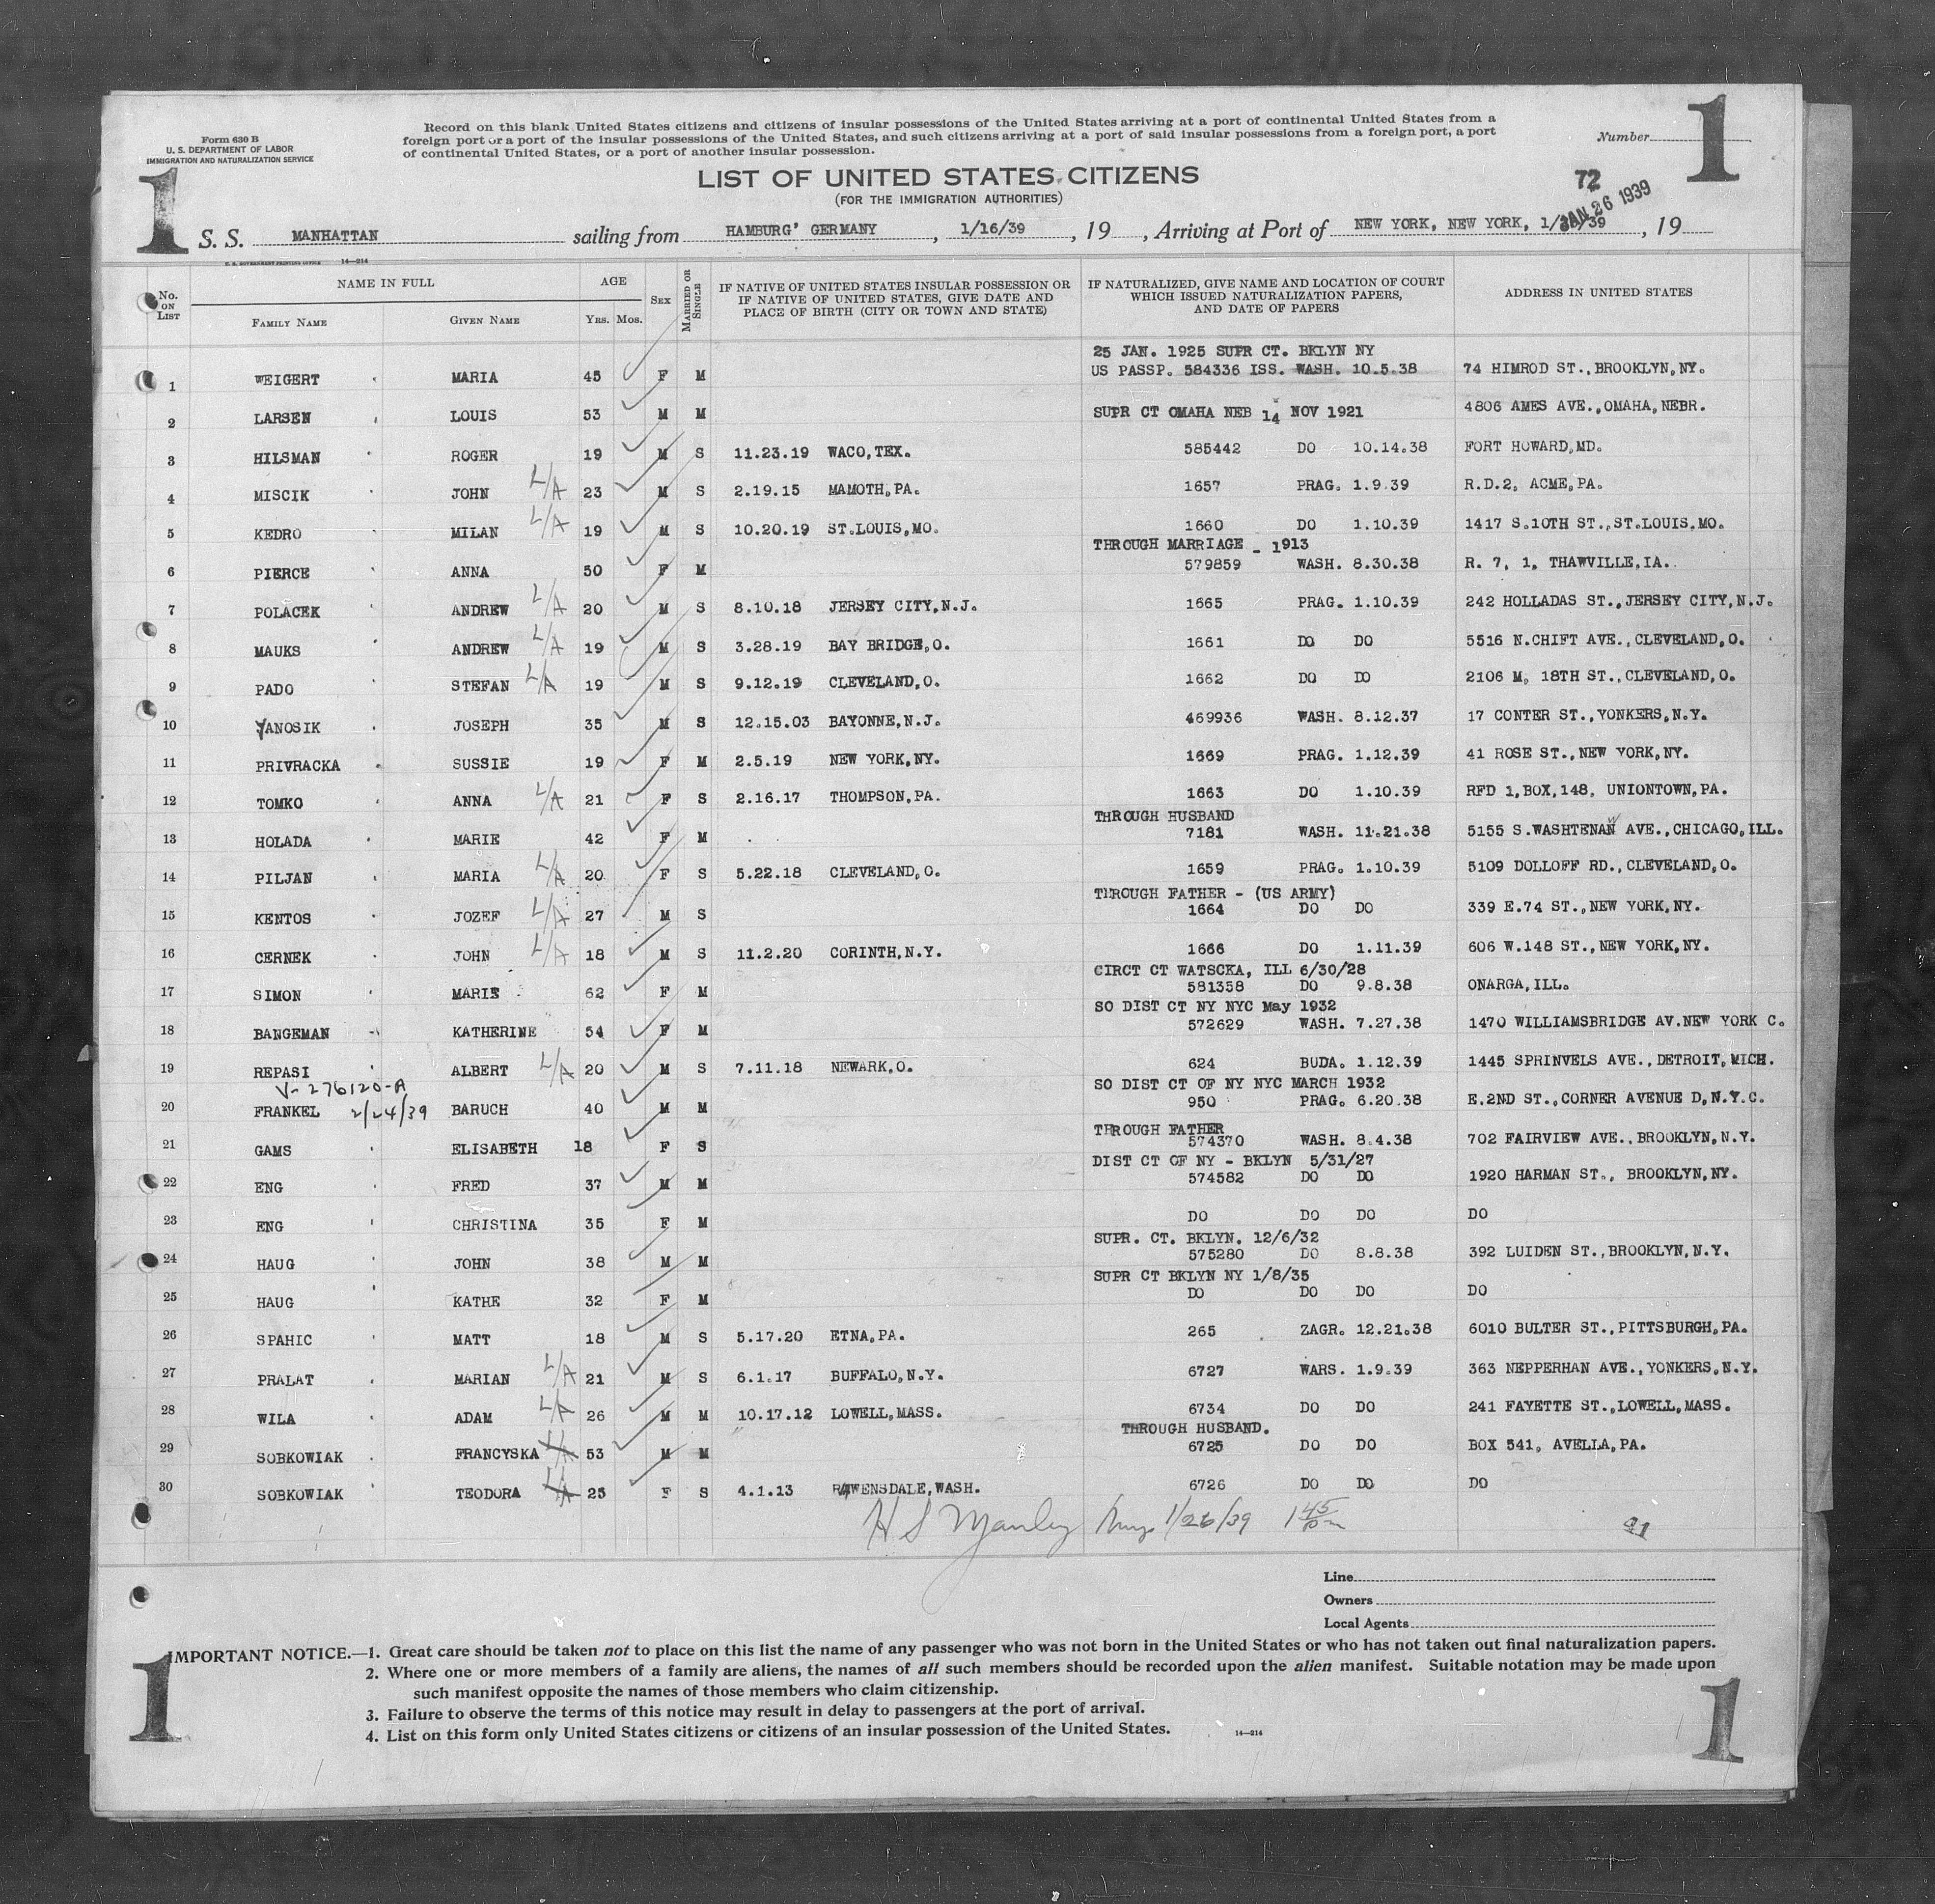 Form 630 B
U. S. DEPARTMENT OF LABOR
IMMIGRATION AND NATURALIZATION SERVICE
Record on this blank United States citizens and citizens of insular possessions of the United States arriving at a port of continental United States from a
foreign port or a port of the insular possessions of the United States, and such citizens arriving at a port of said insular possessions from a foreign port, a port
of continental United States, or a port of another insular possession.
Number
1
1
LIST OF UNITED STATES CITIZENS
(FOR THE IMMIGRATION AUTHORITIES)
72
JAN 26 1939
S. S. MANHATTAN sailing from HAMBURG' GERMANY, 1/16/39, 19 , Arriving at Port of NEW YORK, NEW YORK, 1/ /39, 19
U. S. GOVERNMENT PRINTING OFFICE 14—214
No. ON LIST NAME IN FULL FAMILY NAME GIVEN NAME AGE YRS. MOS. SEX MARRIED OR SINGLE IF NATIVE OF UNITED STATES INSULAR POSSESSION OR IF NATIVE OF UNITED STATES, GIVE DATE AND PLACE OF BIRTH (CITY OR TOWN AND STATE) IF NATURALIZED, GIVE NAME AND LOCATION OF COURT WHICH ISSUED NATURALIZATION PAPERS, AND DATE OF PAPERS ADDRESS IN UNITED STATES
25 JAN. 1925 SUPR CT. BKLYN NY
1 WEIGERT MARIA 45 F M US PASSP. 584336 ISS. WASH. 10.5.38 74 HIMROD ST., BROOKLYN, NY.
2 LARSEN LOUIS 53 M M SUPR CT OMAHA NEB 14 NOV 1921 4806 AMES AVE., OMAHA, NEBR.
3 HILSMAN ROGER 19 M S 11.23.19 WACO, TEX. 585442 DO 10.14.38 FORT HOWARD, MD.
4 MISCIK JOHN L/A 23 M S 2.19.15 MAMOTH, PA. 1657 PRAG. 1.9.39 R.D.2, ACME, PA.
5 KEDRO MILAN L/A 19 M S 10.20.19 ST. LOUIS, MO. 1660 DO 1.10.39 1417 S.10TH ST., ST.LOUIS, MO.
THROUGH MARRIAGE - 1913
6 PIERCE ANNA 50 F M 579859 WASH. 8.30.38 R. 7, 1, THAWVILLE, IA.
7 POLACEK ANDREW L/A 20 M S 8.10.18 JERSEY CITY, N.J. 1665 PRAG. 1.10.39 242 HOLLADAS ST., JERSEY CITY, N.J.
8 MAUKS ANDREW L/A 19 M S 3.28.19 BAY BRIDGE, O. 1661 DO DO 5516 N.CHIFT AVE., CLEVELAND, O.
9 PADO STEFAN L/A 19 M S 9.12.19 CLEVELAND, O. 1662 DO DO 2106 M, 18TH ST., CLEVELAND, O.
10 YANOSIK JOSEPH 35 M S 12.15.03 BAYONNE, N.J. 469936 WASH. 8.12.37 17 CONTER ST., YONKERS, N.Y.
11 PRIVRACKA SUSSIE 19 F M 2.5.19 NEW YORK, NY. 1669 PRAG. 1.12.39 41 ROSE ST., NEW YORK, NY.
12 TOMKO ANNA L/A 21 F S 2.16.17 THOMPSON, PA. 1663 DO 1.10.39 RFD 1, BOX, 148, UNIONTOWN, PA.
THROUGH HUSBAND
13 HOLADA MARIE 42 F M 7181 WASH. 11.21.38 5155 S.WASHTENAW AVE., CHICAGO, ILL.
14 PILJAN MARIA L/A 20 F S 5.22.18 CLEVELAND, O. 1659 PRAG. 1.10.39 5109 DOLLOFF RD., CLEVELAND, O.
THROUGH FATHER - (US ARMY)
15 KENTOS JOZEF L/A 27 M S 1664 DO DO 339 E.74 ST., NEW YORK, NY.
16 CERNEK JOHN L/A 18 M S 11.2.20 CORINTH, N.Y. 1666 DO 1.11.39 606 W.148 ST., NEW YORK, NY.
CIRCT CT WATSCKA, ILL 6/30/28
17 SIMON MARIE 62 F M 581358 DO 9.8.38 ONARGA, ILL.
SO DIST CT NY NYC May 1932
18 BANGEMAN KATHERINE 54 F M 572629 WASH. 7.27.38 1470 WILLIAMSBRIDGE AV. NEW YORK C.
19 REPASI ALBERT L/A 20 M S 7.11.18 NEWARK, O. 624 BUDA. 1.12.39 1445 SPRINVELS AVE., DETROIT, MICH.
V-276120-A SO DIST CT OF NY NYC MARCH 1932
20 FRANKEL 2/24/39 BARUCH 40 M M 950 PRAG. 6.20.38 E.2ND ST., CORNER AVENUE D, N.Y.C.
THROUGH FATHER
21 GAMS ELISABETH 18 F S 574370 WASH. 8.4.38 702 FAIRVIEW AVE., BROOKLYN, N.Y.
DIST CT OF NY - BKLYN 5/31/27
22 ENG FRED 37 M M 574582 DO DO 1920 HARMAN ST., BROOKLYN, NY.
23 ENG CHRISTINA 35 F M DO DO DO DO
SUPR. CT. BKLYN. 12/6/32
24 HAUG JOHN 38 M M 575280 DO 8.8.38 392 LUIDEN ST., BROOKLYN, N.Y.
SUPR CT BKLYN NY 1/8/35
25 HAUG KATHE 32 F M DO DO DO DO
26 SPAHIC MATT 18 M S 5.17.20 ETNA, PA. 265 ZAGR. 12.21.38 6010 BULTER ST., PITTSBURGH, PA.
27 PRALAT MARIAN L/A 21 M S 6.1.17 BUFFALO, N.Y. 6727 WARS. 1.9.39 363 NEPPERHAN AVE., YONKERS, N.Y.
28 WILA ADAM L/A 26 M M 10.17.12 LOWELL, MASS. 6734 DO DO 241 FAYETTE ST., LOWELL, MASS.
THROUGH HUSBAND.
29 SOBKOWIAK FRANCYSKA L/A 53 M M 6725 DO DO BOX 541, AVELLA, PA.
30 SOBKOWIAK TEODORA L/A 25 F S 4.1.13 RAWENSDALE, WASH. 6726 DO DO DO
H S Manley 1/26/39 1 45 pm
91
Line
Owners
Local Agents
IMPORTANT NOTICE.—1. Great care should be taken not to place on this list the name of any passenger who was not born in the United States or who has not taken out final naturalization papers.
2. Where one or more members of a family are aliens, the names of all such members should be recorded upon the alien manifest. Suitable notation may be made upon
such manifest opposite the names of those members who claim citizenship.
3. Failure to observe the terms of this notice may result in delay to passengers at the port of arrival.
4. List on this form only United States citizens or citizens of an insular possession of the United States.
14—214
1
1